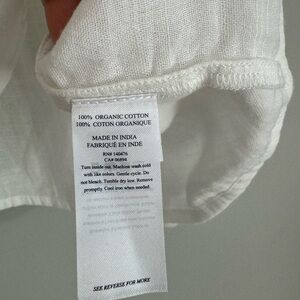 100% ORGANIC COTTON
100% COTON ORGANIQUE
MADE IN INDIA
FABRIQUÉ EN INDE
RN# 140476
CA# 06894
Turn inside out. Machine wash cold
with like colors. Gentle cycle. Do
not bleach. Tumble dry low. Remove
promptly. Cool iron when needed.
SEE REVERSE FOR MORE